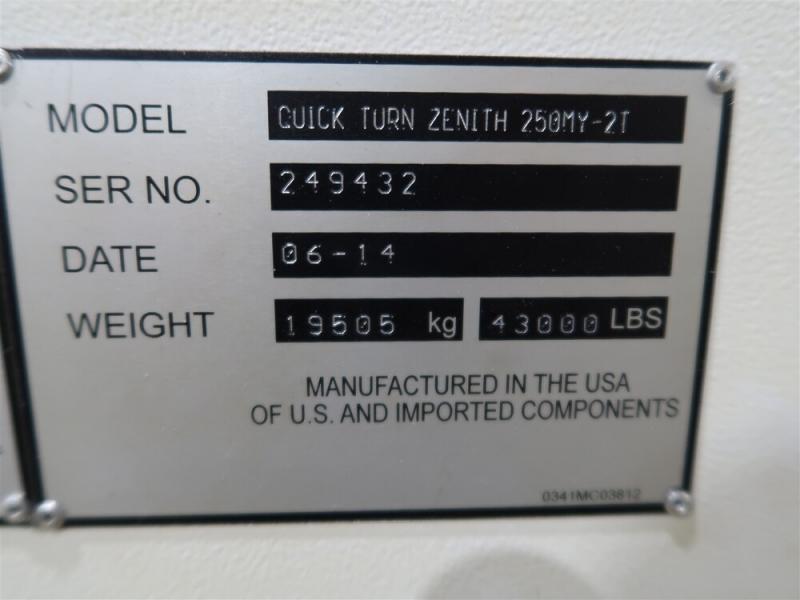 MODEL QUICK TURN ZENITH 250MY-2T
SER NO. 249432
DATE 06-14
WEIGHT 19505 kg 43000 LBS
MANUFACTURED IN THE USA
OF U.S. AND IMPORTED COMPONENTS
0341MC03812